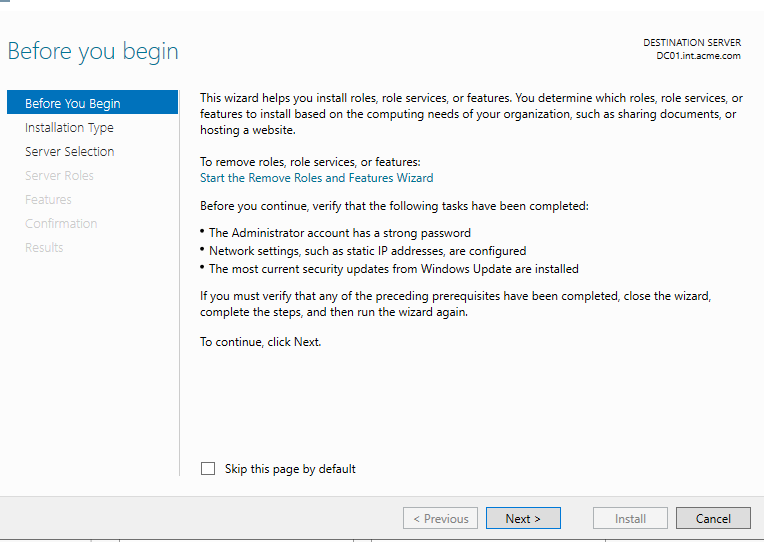 Before you begin
DESTINATION SERVER
DC01.int.acme.com
Before You Begin
Installation Type
Server Selection
Server Roles
Features
Confirmation
Results
This wizard helps you install roles, role services, or features. You determine which roles, role services, or
features to install based on the computing needs of your organization, such as sharing documents, or
hosting a website.
To remove roles, role services, or features:
Start the Remove Roles and Features Wizard
Before you continue, verify that the following tasks have been completed:
• The Administrator account has a strong password
• Network settings, such as static IP addresses, are configured
• The most current security updates from Windows Update are installed
If you must verify that any of the preceding prerequisites have been completed, close the wizard,
complete the steps, and then run the wizard again.
To continue, click Next.
Skip this page by default
< Previous
Next >
Install
Cancel